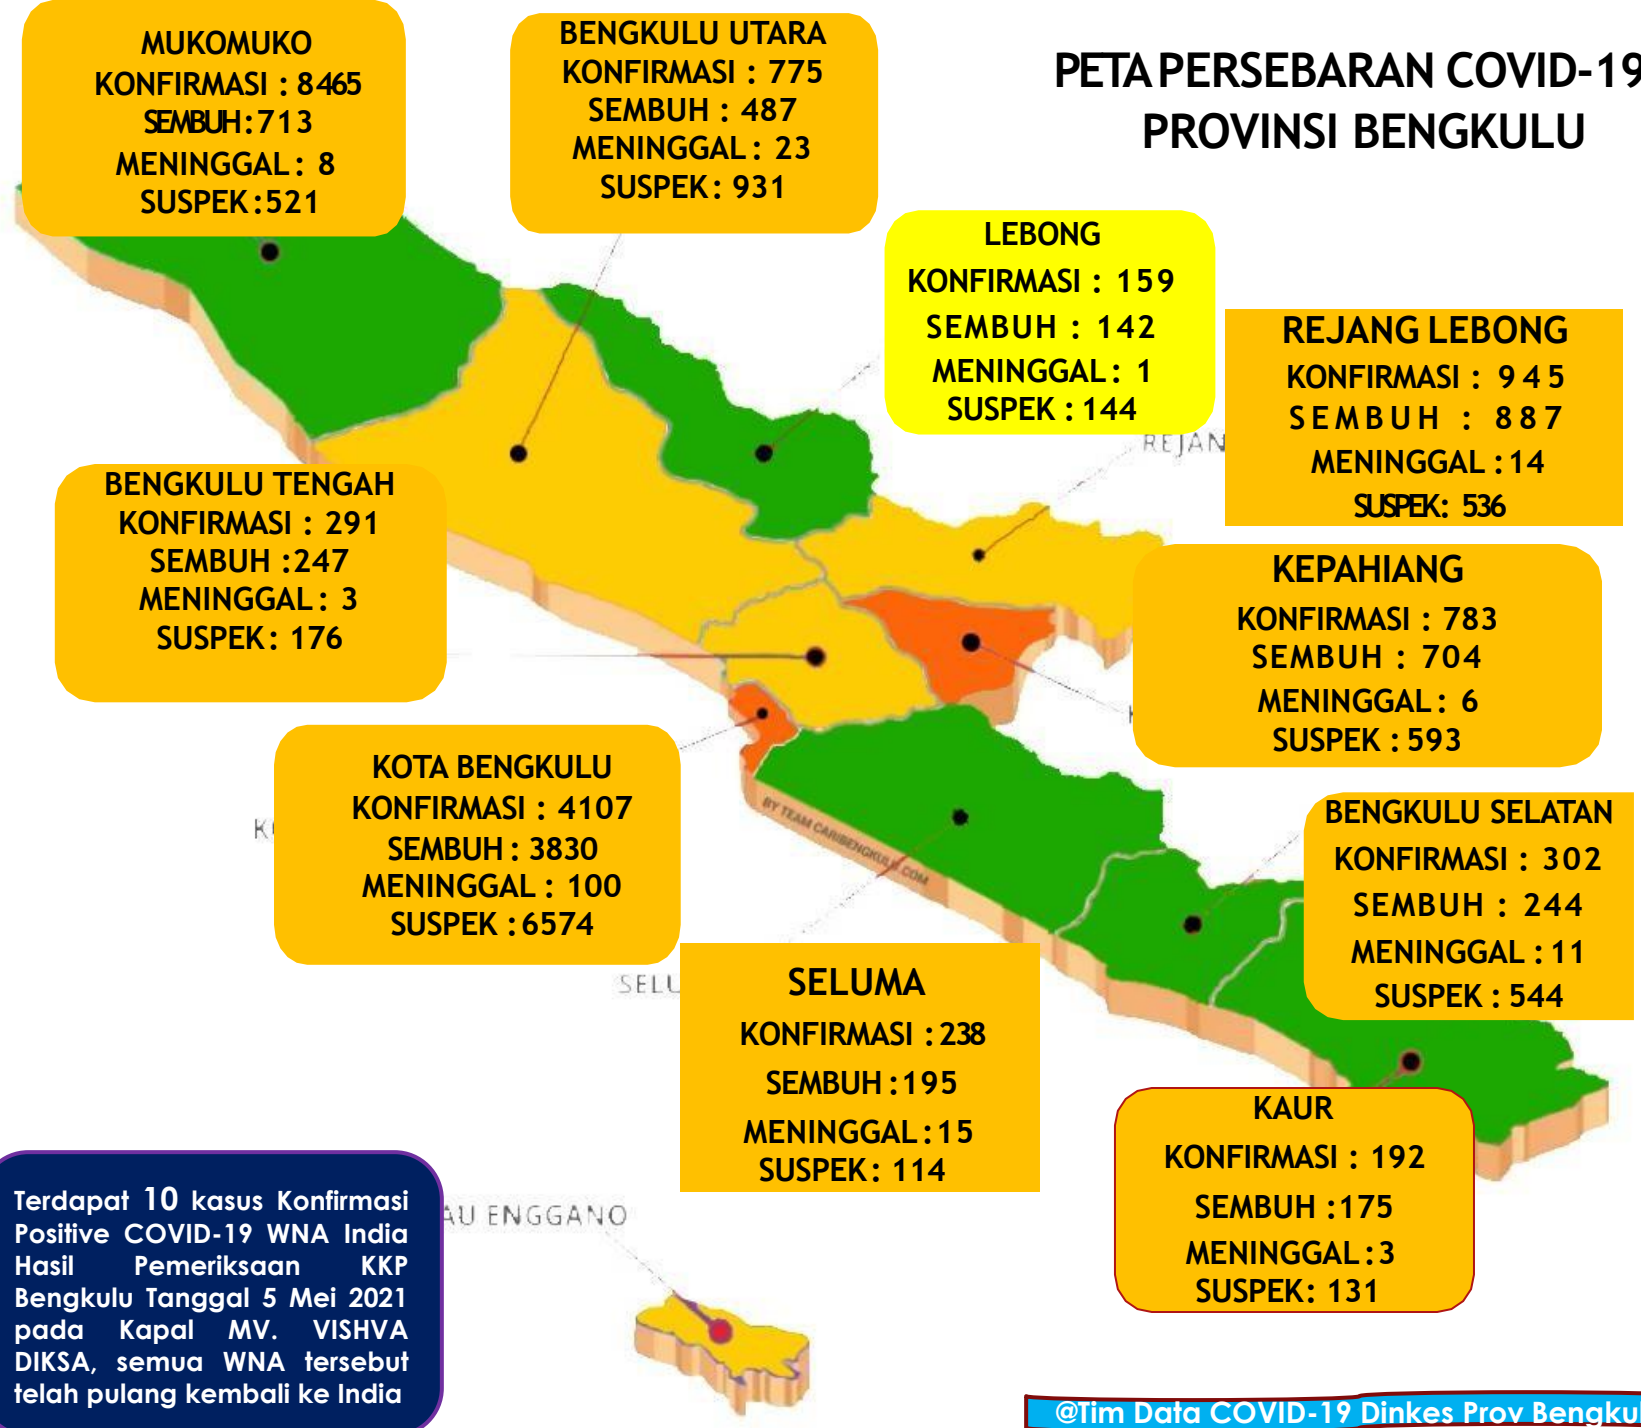 PETA PERSEBARAN COVID-19
PROVINSI BENGKULU
MUKOMUKO
KONFIRMASI : 8465
SEMBUH : 713
MENINGGAL : 8
SUSPEK : 521
BENGKULU UTARA
KONFIRMASI : 775
SEMBUH : 487
MENINGGAL : 23
SUSPEK : 931
LEBONG
KONFIRMASI : 159
SEMBUH : 142
MENINGGAL : 1
SUSPEK : 144
REJANG LEBONG
KONFIRMASI : 945
SEMBUH : 887
MENINGGAL : 14
SUSPEK : 536
REJAN
BENGKULU TENGAH
KONFIRMASI : 291
SEMBUH : 247
MENINGGAL : 3
SUSPEK : 176
KEPAHIANG
KONFIRMASI : 783
SEMBUH : 704
MENINGGAL : 6
SUSPEK : 593
KOTA BENGKULU
KONFIRMASI : 4107
SEMBUH : 3830
MENINGGAL : 100
SUSPEK : 6574
BY TEAM CARIBENGKULU.COM
BENGKULU SELATAN
KONFIRMASI : 302
SEMBUH : 244
MENINGGAL : 11
SUSPEK : 544
SELU
SELUMA
KONFIRMASI : 238
SEMBUH : 195
MENINGGAL : 15
SUSPEK : 114
KAUR
KONFIRMASI : 192
SEMBUH : 175
MENINGGAL : 3
SUSPEK : 131
AU ENGGANO
Terdapat 10 kasus Konfirmasi
Positive COVID-19 WNA India
Hasil Pemeriksaan KKP
Bengkulu Tanggal 5 Mei 2021
pada Kapal MV. VISHVA
DIKSA, semua WNA tersebut
telah pulang kembali ke India
@Tim Data COVID-19 Dinkes Prov Bengku